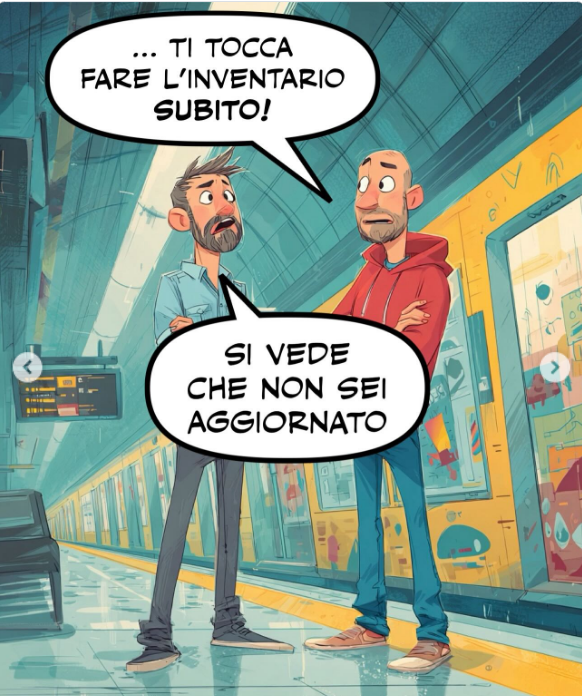 ... TI TOCCA
FARE L'INVENTARIO
SUBITO!
SI VEDE
CHE NON SEI
AGGIORNATO